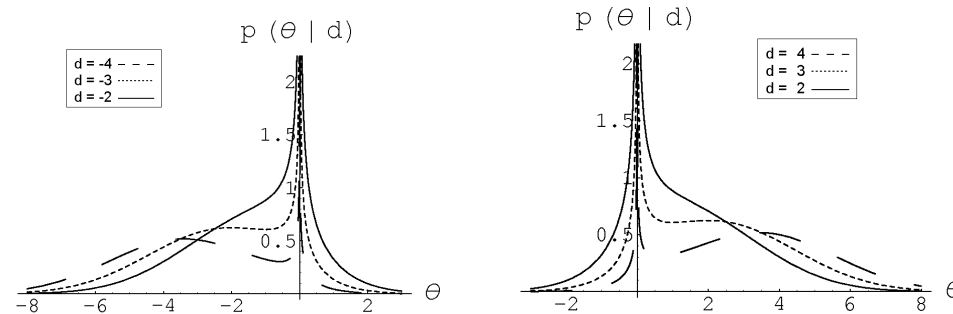 p (θ | d)
d = -4
d = -3
d = -2
2
1.5
1
0.5
-8 -6 -4 -2 2 θ
p (θ | d)
d = 4
d = 3
d = 2
2
1.5
1
0.5
-2 2 4 6 8 θ